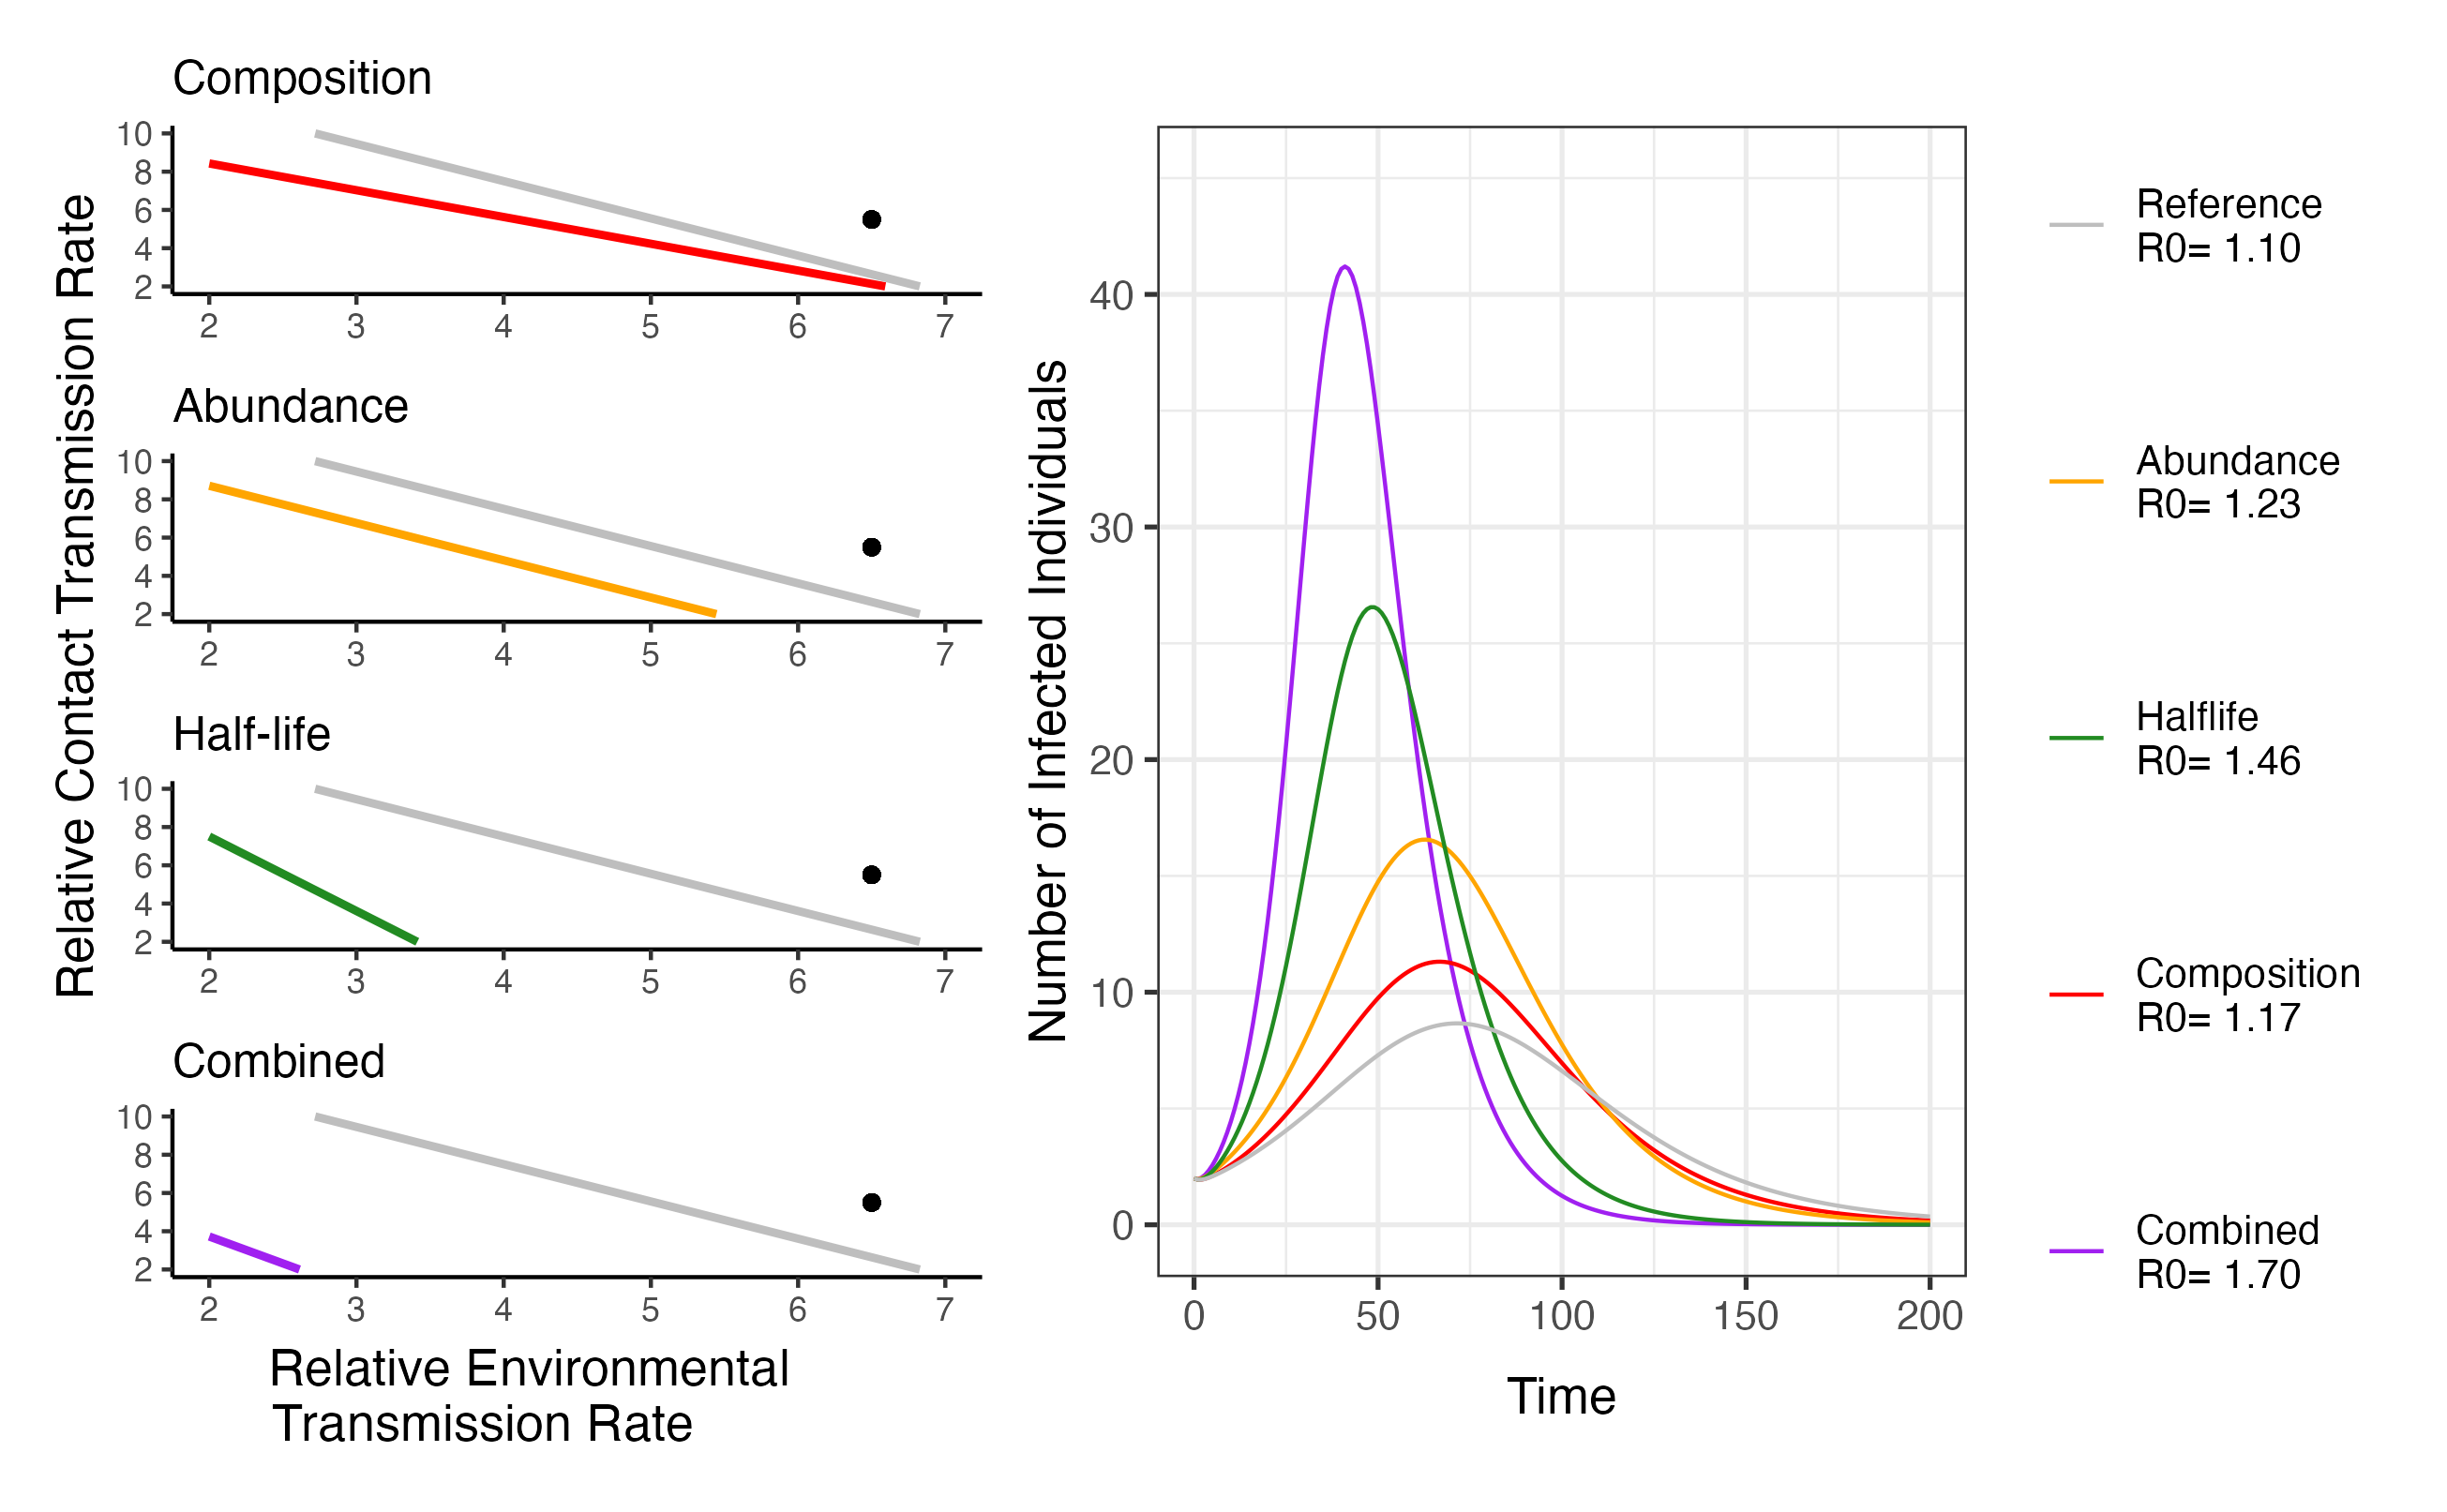 Composition
10
8
6
4
2
2 3 4 5 6 7
Abundance
10
8
6
4
2
2 3 4 5 6 7
Half-life
10
8
6
4
2
2 3 4 5 6 7
Combined
10
8
6
4
2
2 3 4 5 6 7
Relative Contact Transmission Rate
Relative Environmental
Transmission Rate
Number of Infected Individuals
40
30
20
10
0
0 50 100 150 200
Time
Reference
R0= 1.10
Abundance
R0= 1.23
Halflife
R0= 1.46
Composition
R0= 1.17
Combined
R0= 1.70